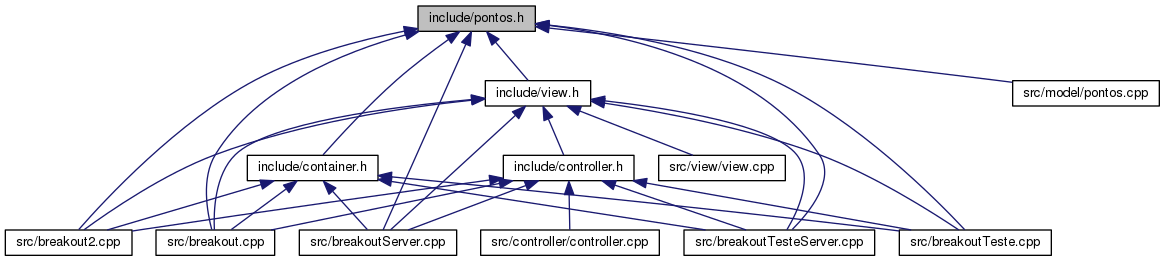 include/pontos.h
include/view.h
src/model/pontos.cpp
include/container.h
include/controller.h
src/view/view.cpp
src/breakout2.cpp
src/breakout.cpp
src/breakoutServer.cpp
src/controller/controller.cpp
src/breakoutTesteServer.cpp
src/breakoutTeste.cpp